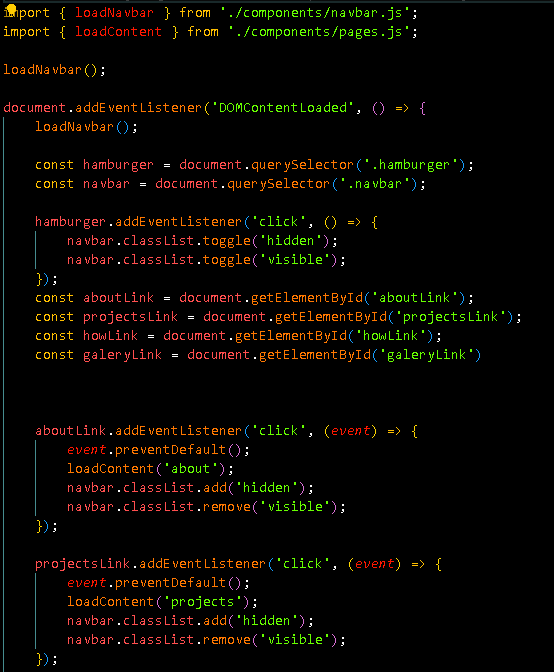 import { loadNavbar } from './components/navbar.js';
import { loadContent } from './components/pages.js';
loadNavbar();
document.addEventListener('DOMContentLoaded', () => {
loadNavbar();
const hamburger = document.querySelector('.hamburger');
const navbar = document.querySelector('.navbar');
hamburger.addEventListener('click', () => {
navbar.classList.toggle('hidden');
navbar.classList.toggle('visible');
});
const aboutLink = document.getElementById('aboutLink');
const projectsLink = document.getElementById('projectsLink');
const howLink = document.getElementById('howLink');
const galeryLink = document.getElementById('galeryLink')
aboutLink.addEventListener('click', (event) => {
event.preventDefault();
loadContent('about');
navbar.classList.add('hidden');
navbar.classList.remove('visible');
});
projectsLink.addEventListener('click', (event) => {
event.preventDefault();
loadContent('projects');
navbar.classList.add('hidden');
navbar.classList.remove('visible');
});